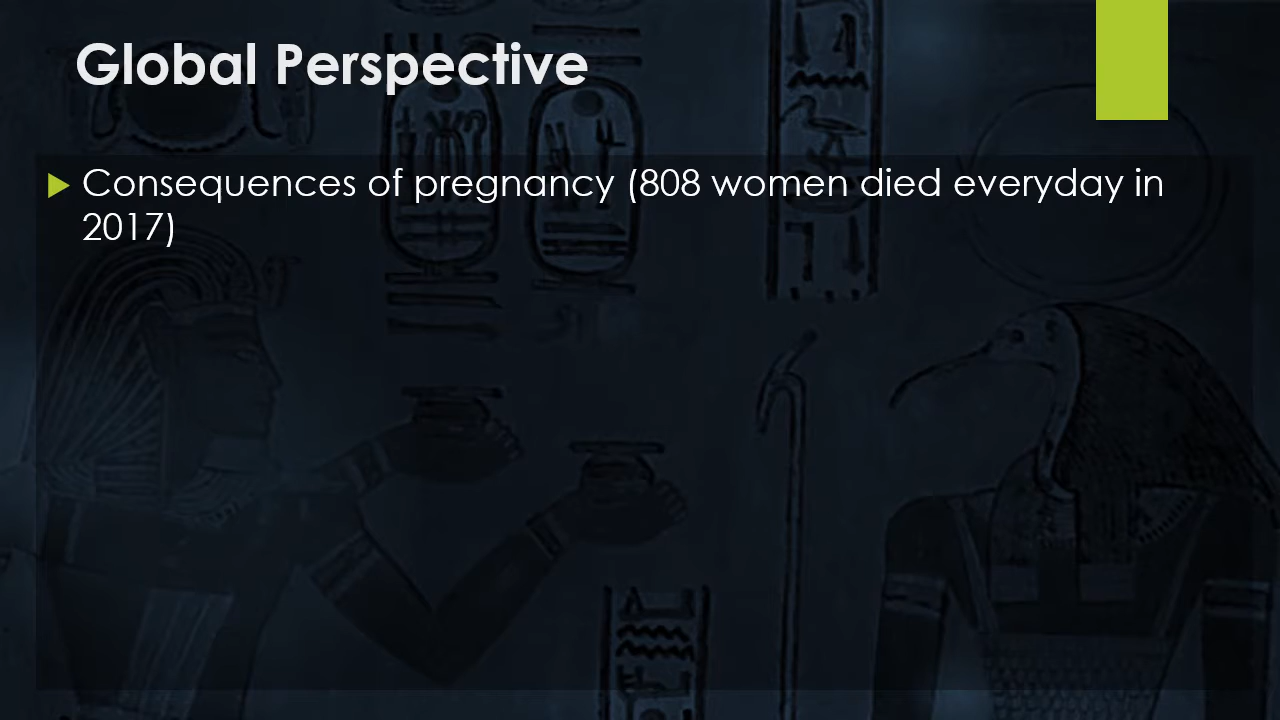 Global Perspective
Consequences of pregnancy (808 women died everyday in
2017)